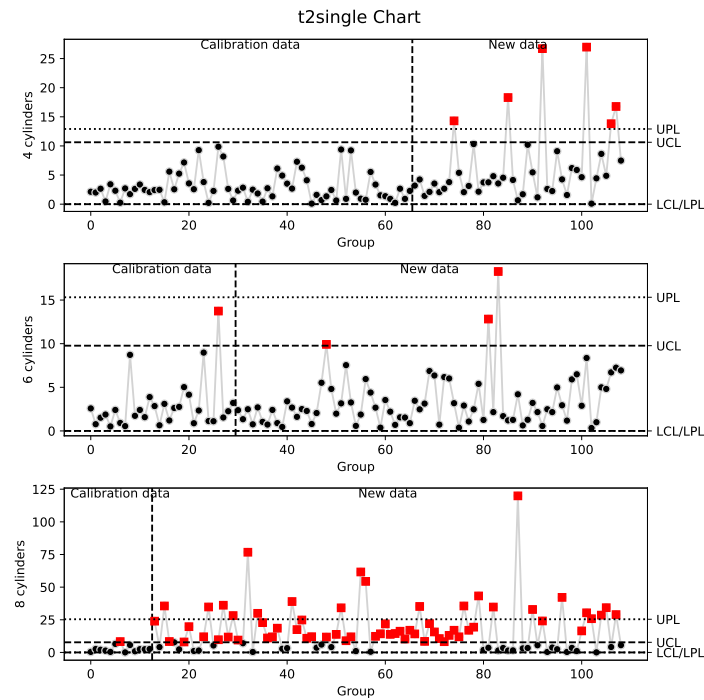 t2single Chart
Calibration data New data
4 cylinders
25
20
15
10
5
0
UPL
UCL
LCL/LPL
0 20 40 60 80 100
Group
Calibration data New data
6 cylinders
15
10
5
0
UPL
UCL
LCL/LPL
0 20 40 60 80 100
Group
Calibration data New data
8 cylinders
125
100
75
50
25
0
UPL
UCL
LCL/LPL
0 20 40 60 80 100
Group